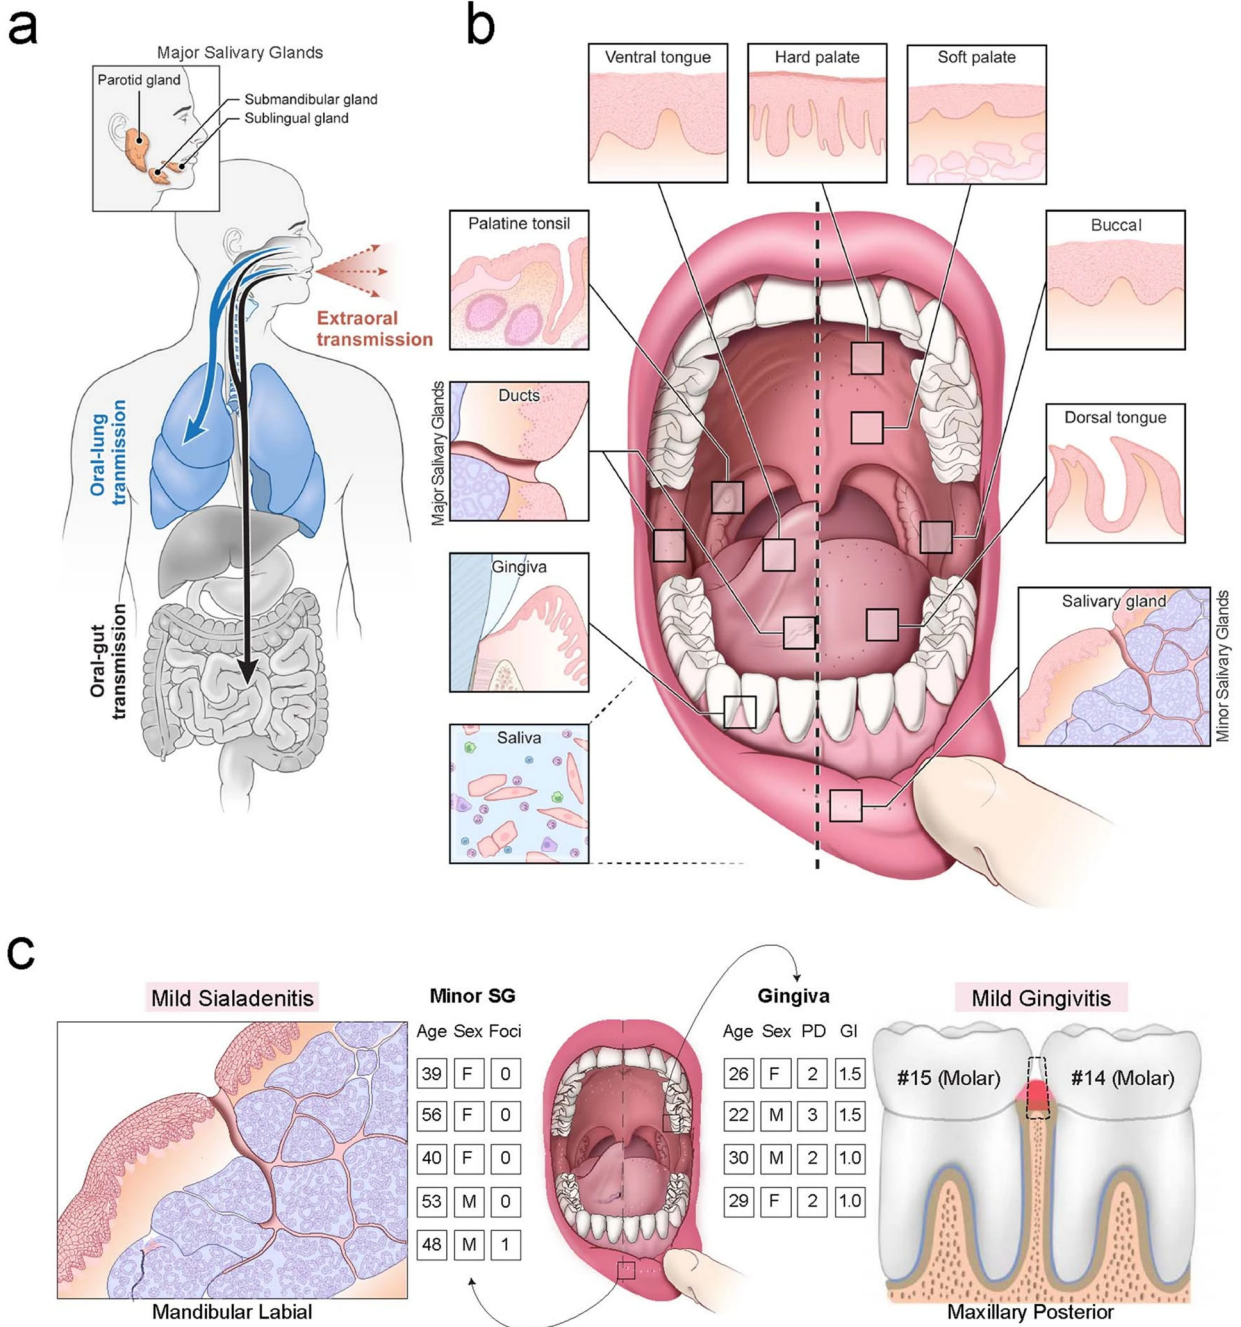 a
Major Salivary Glands
Parotid gland
Submandibular gland
Sublingual gland
Extraoral
transmission
Oral-lung
tranmission
Oral-gut
transmission
b
Ventral tongue
Hard palate
Soft palate
Palatine tonsil
Buccal
Major Salivary Glands
Ducts
Dorsal tongue
Gingiva
Salivary gland
Minor Salivary Glands
Saliva
c
Mild Sialadenitis
Mandibular Labial
Minor SG
Age Sex Foci
39 F 0
56 F 0
40 F 0
53 M 0
48 M 1
Gingiva
Age Sex PD GI
26 F 2 1.5
22 M 3 1.5
30 M 2 1.0
29 F 2 1.0
Mild Gingivitis
#15 (Molar)
#14 (Molar)
Maxillary Posterior